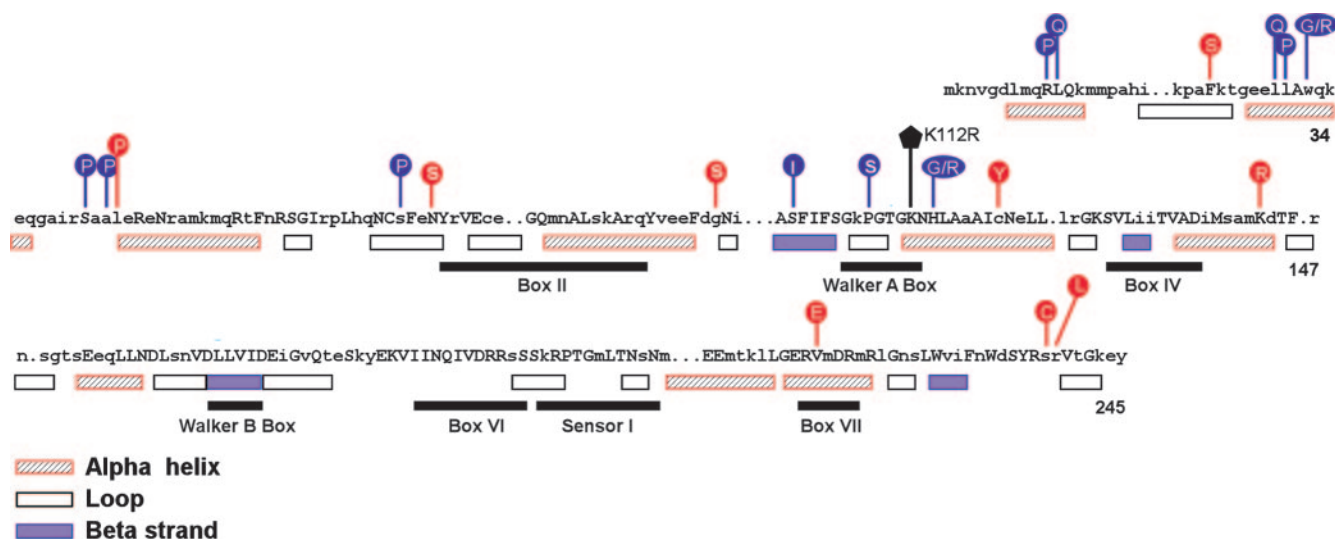 P Q S Q P G/R
mknvgdlmqRLQkmmpahi..kpaFktgeellAwqk
34
P P P P S S I S K112R G/R Y R
eqgairSaaleReNramkmqRtFnRSGIrpLhqNCsFeNYrVEce..GQmnALskArqYveeFdgNi...ASFIFSGkPGTGKNHLAaAIcNeLL.lrGKSVLiiTVADiMsamKdTF.r
Box II Walker A Box Box IV 147
E C L
n.sgtsEeqLLNDLsnVDLLVIDEiGvQteSkyEKVIINQIVDRRsSSkRPTGmLTNsNm...EEmtklLGERVmDRmRlGnsLWviFnWdSYRsrVtGkey
Walker B Box Box VI Sensor I Box VII 245
Alpha helix
Loop
Beta strand